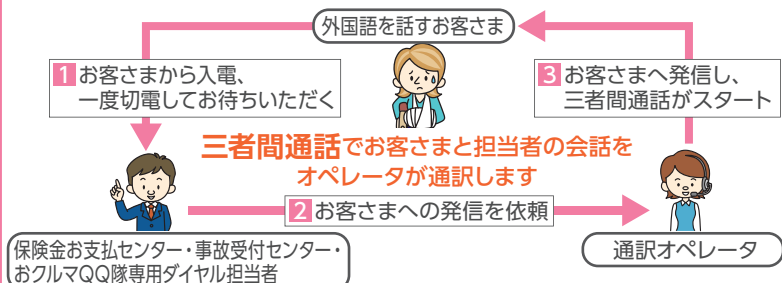 外国語を話すお客さま
1 お客さまから入電、
一度切電してお待ちいただく
3 お客さまへ発信し、
三者間通話がスタート
三者間通話でお客さまと担当者の会話を
オペレータが通訳します
2 お客さまへの発信を依頼
保険金お支払センター・事故受付センター・
おクルマQQ隊専用ダイヤル担当者
通訳オペレータ